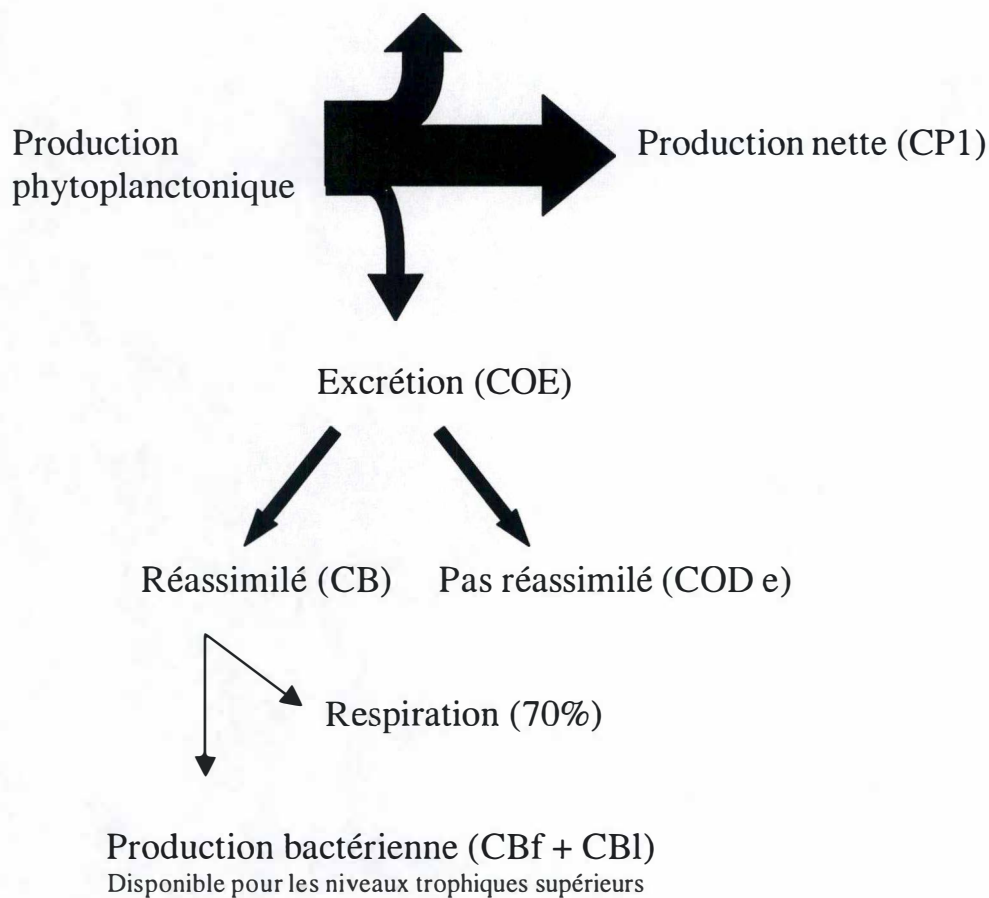 Production
phytoplanctonique
Production nette (CP1)
Excrétion (COE)
Réassimilé (CB)
Pas réassimilé (COD e)
Respiration (70%)
Production bactérienne (CBf + CBl)
Disponible pour les niveaux trophiques supérieurs